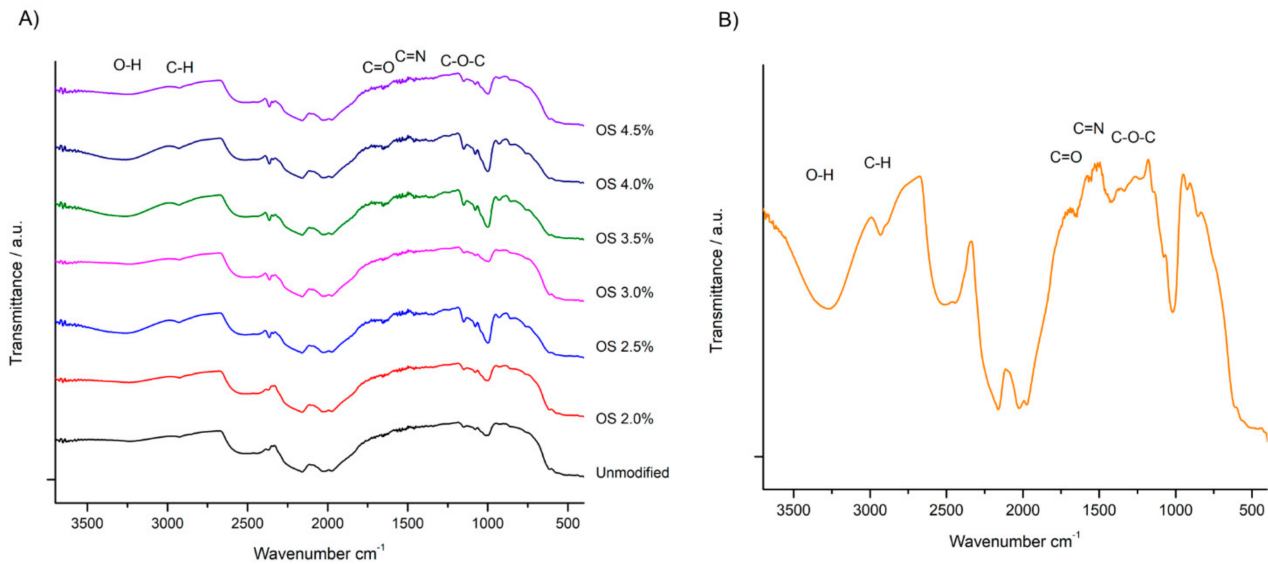 A)
O-H
C-H
C=O
C=N
C-O-C
OS 4.5%
OS 4.0%
OS 3.5%
OS 3.0%
OS 2.5%
OS 2.0%
Unmodified
Transmittance / a.u.
3500 3000 2500 2000 1500 1000 500
Wavenumber cm⁻¹
B)
O-H
C-H
C=O
C=N
C-O-C
Transmittance / a.u.
3500 3000 2500 2000 1500 1000 500
Wavenumber cm⁻¹